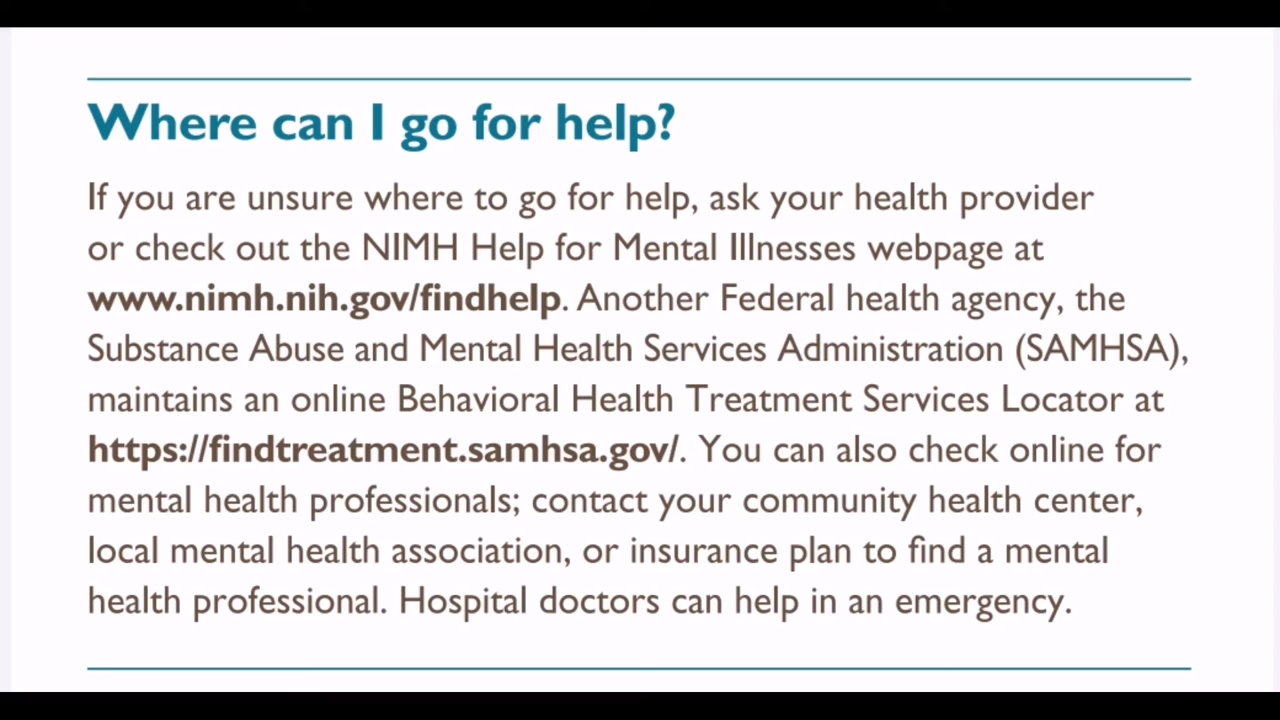 Where can I go for help?
If you are unsure where to go for help, ask your health provider
or check out the NIMH Help for Mental Illnesses webpage at
www.nimh.nih.gov/findhelp. Another Federal health agency, the
Substance Abuse and Mental Health Services Administration (SAMHSA),
maintains an online Behavioral Health Treatment Services Locator at
https://findtreatment.samhsa.gov/. You can also check online for
mental health professionals; contact your community health center,
local mental health association, or insurance plan to find a mental
health professional. Hospital doctors can help in an emergency.